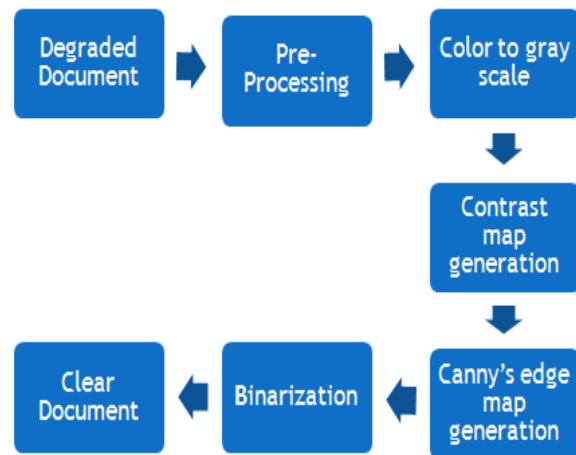 Degraded
Document
Pre-
Processing
Color to gray
scale
Contrast
map
generation
Canny's edge
map
generation
Binarization
Clear
Document